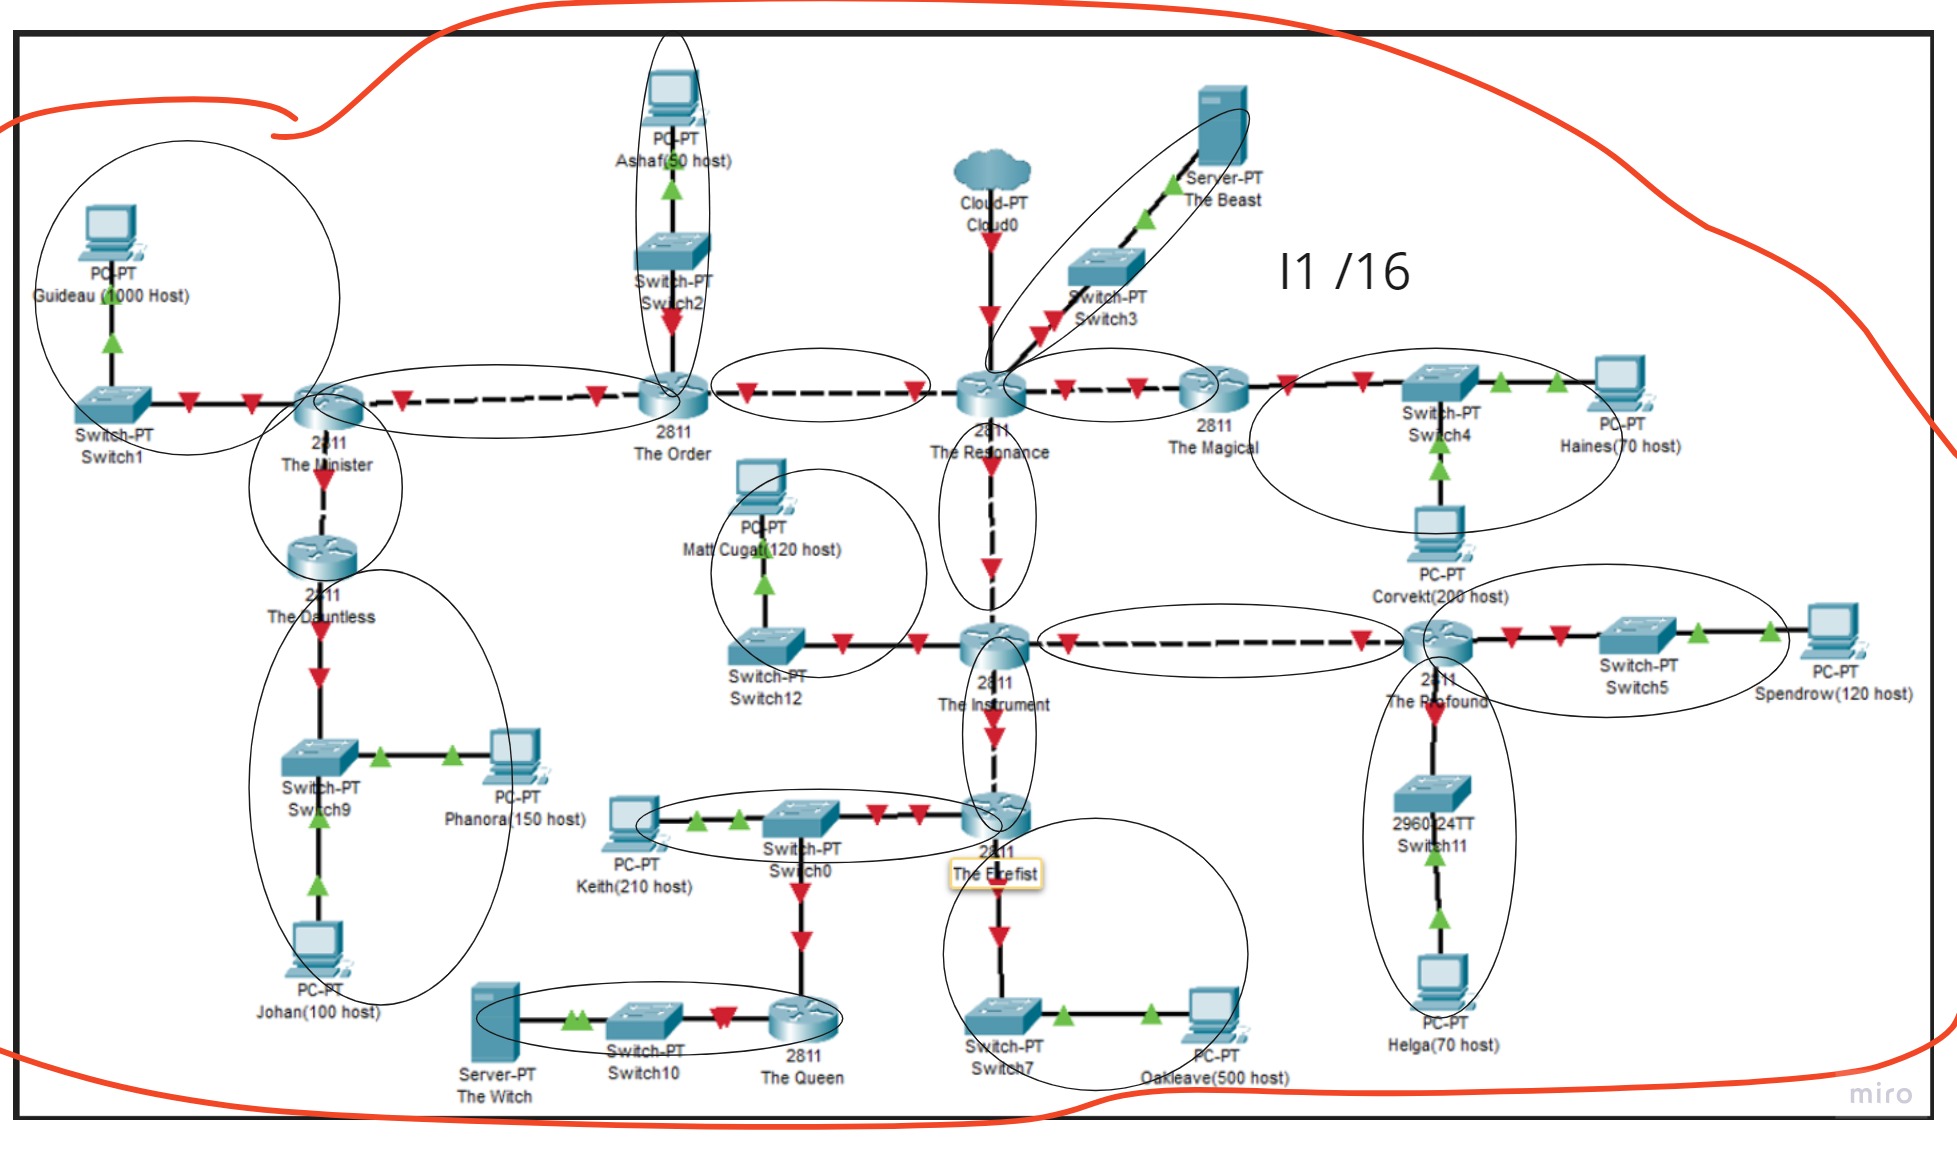 PC-PT
Ashaf(50 host)
Server-PT
The Beast
Cloud-PT
Cloud0
I1 /16
PC-PT
Guideau (1000 Host)
Switch-PT
Switch2
Switch-PT
Switch3
Switch-PT
Switch1
2811
The Minister
2811
The Order
2811
The Resonance
2811
The Magical
Switch-PT
Switch4
PC-PT
Haines(70 host)
PC-PT
Matt Cugat(120 host)
PC-PT
Corvekt(200 host)
2811
The Dauntless
Switch-PT
Switch12
2811
The Instrument
2811
The Profound
Switch-PT
Switch5
PC-PT
Spendrow(120 host)
Switch-PT
Switch9
PC-PT
Phanora(150 host)
PC-PT
Keith(210 host)
Switch-PT
Switch0
2811
The Firefist
2960-24TT
Switch11
PC-PT
Johan(100 host)
Server-PT
The Witch
Switch-PT
Switch10
2811
The Queen
Switch-PT
Switch7
PC-PT
Oakleave(500 host)
PC-PT
Helga(70 host)
miro